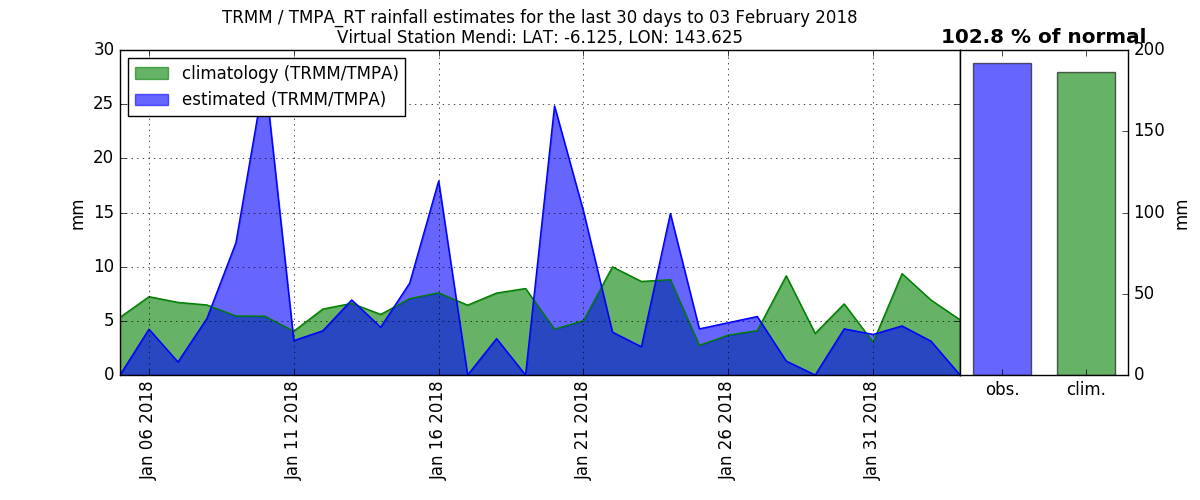 TRMM / TMPA_RT rainfall estimates for the last 30 days to 03 February 2018
Virtual Station Mendi: LAT: -6.125, LON: 143.625
102.8 % of normal
climatology (TRMM/TMPA)
estimated (TRMM/TMPA)
30
25
20
15
10
5
0
mm
Jan 06 2018
Jan 11 2018
Jan 16 2018
Jan 21 2018
Jan 26 2018
Jan 31 2018
200
150
100
50
0
mm
obs.
clim.